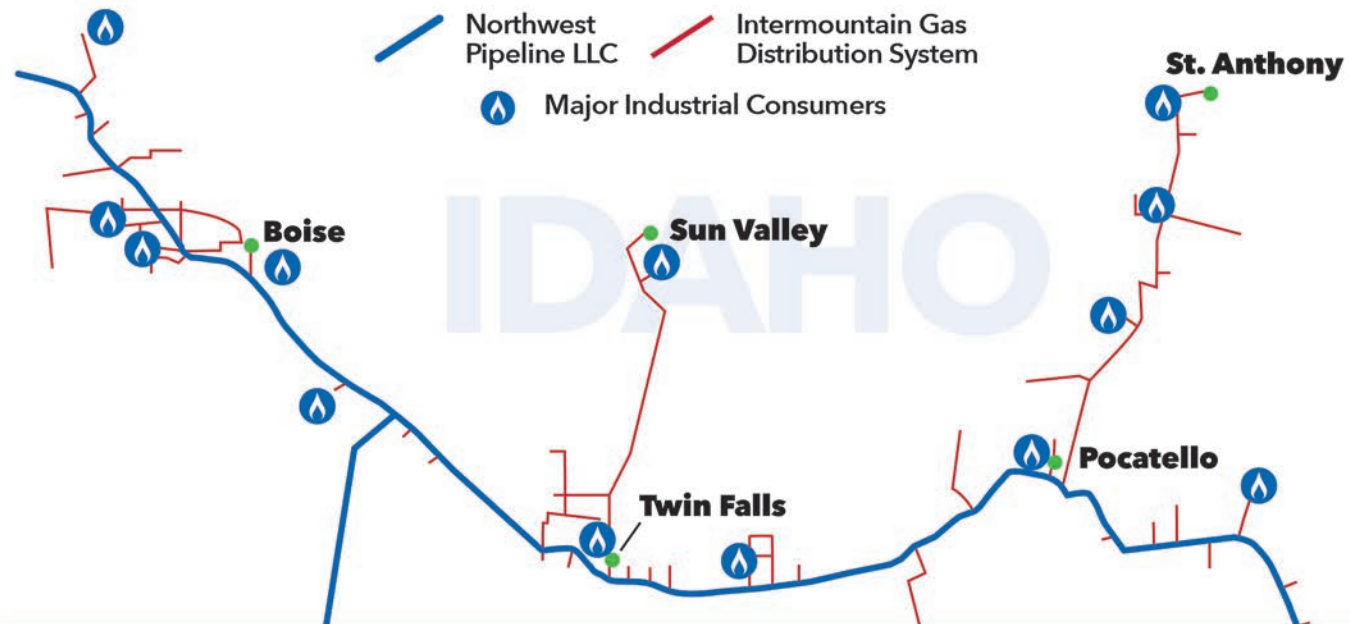 Northwest
Pipeline LLC
Intermountain Gas
Distribution System
Major Industrial Consumers
St. Anthony
IDAHO
Boise
Sun Valley
Pocatello
Twin Falls